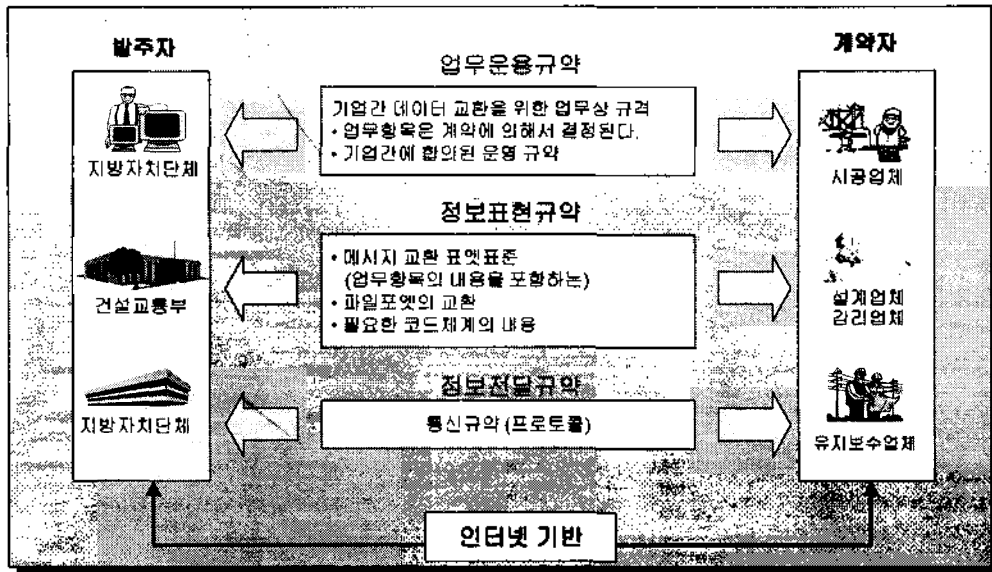 발주자
지방자치단체
건설교통부
지방자치단체
업무운용규약
기업간 데이터 교환을 위한 업무상 규격
• 업무항목은 계약에 의해서 결정된다.
• 기업간에 합의된 운영 규약
정보표현규약
• 메시지 교환 포맷표준
(업무항목의 내용을 포함하는)
• 파일포맷의 교환
• 필요한 코드체계의 내용
정보전달규약
통신규약 (프로토콜)
계약자
시공업체
설계업체
감리업체
유지보수업체
인터넷 기반